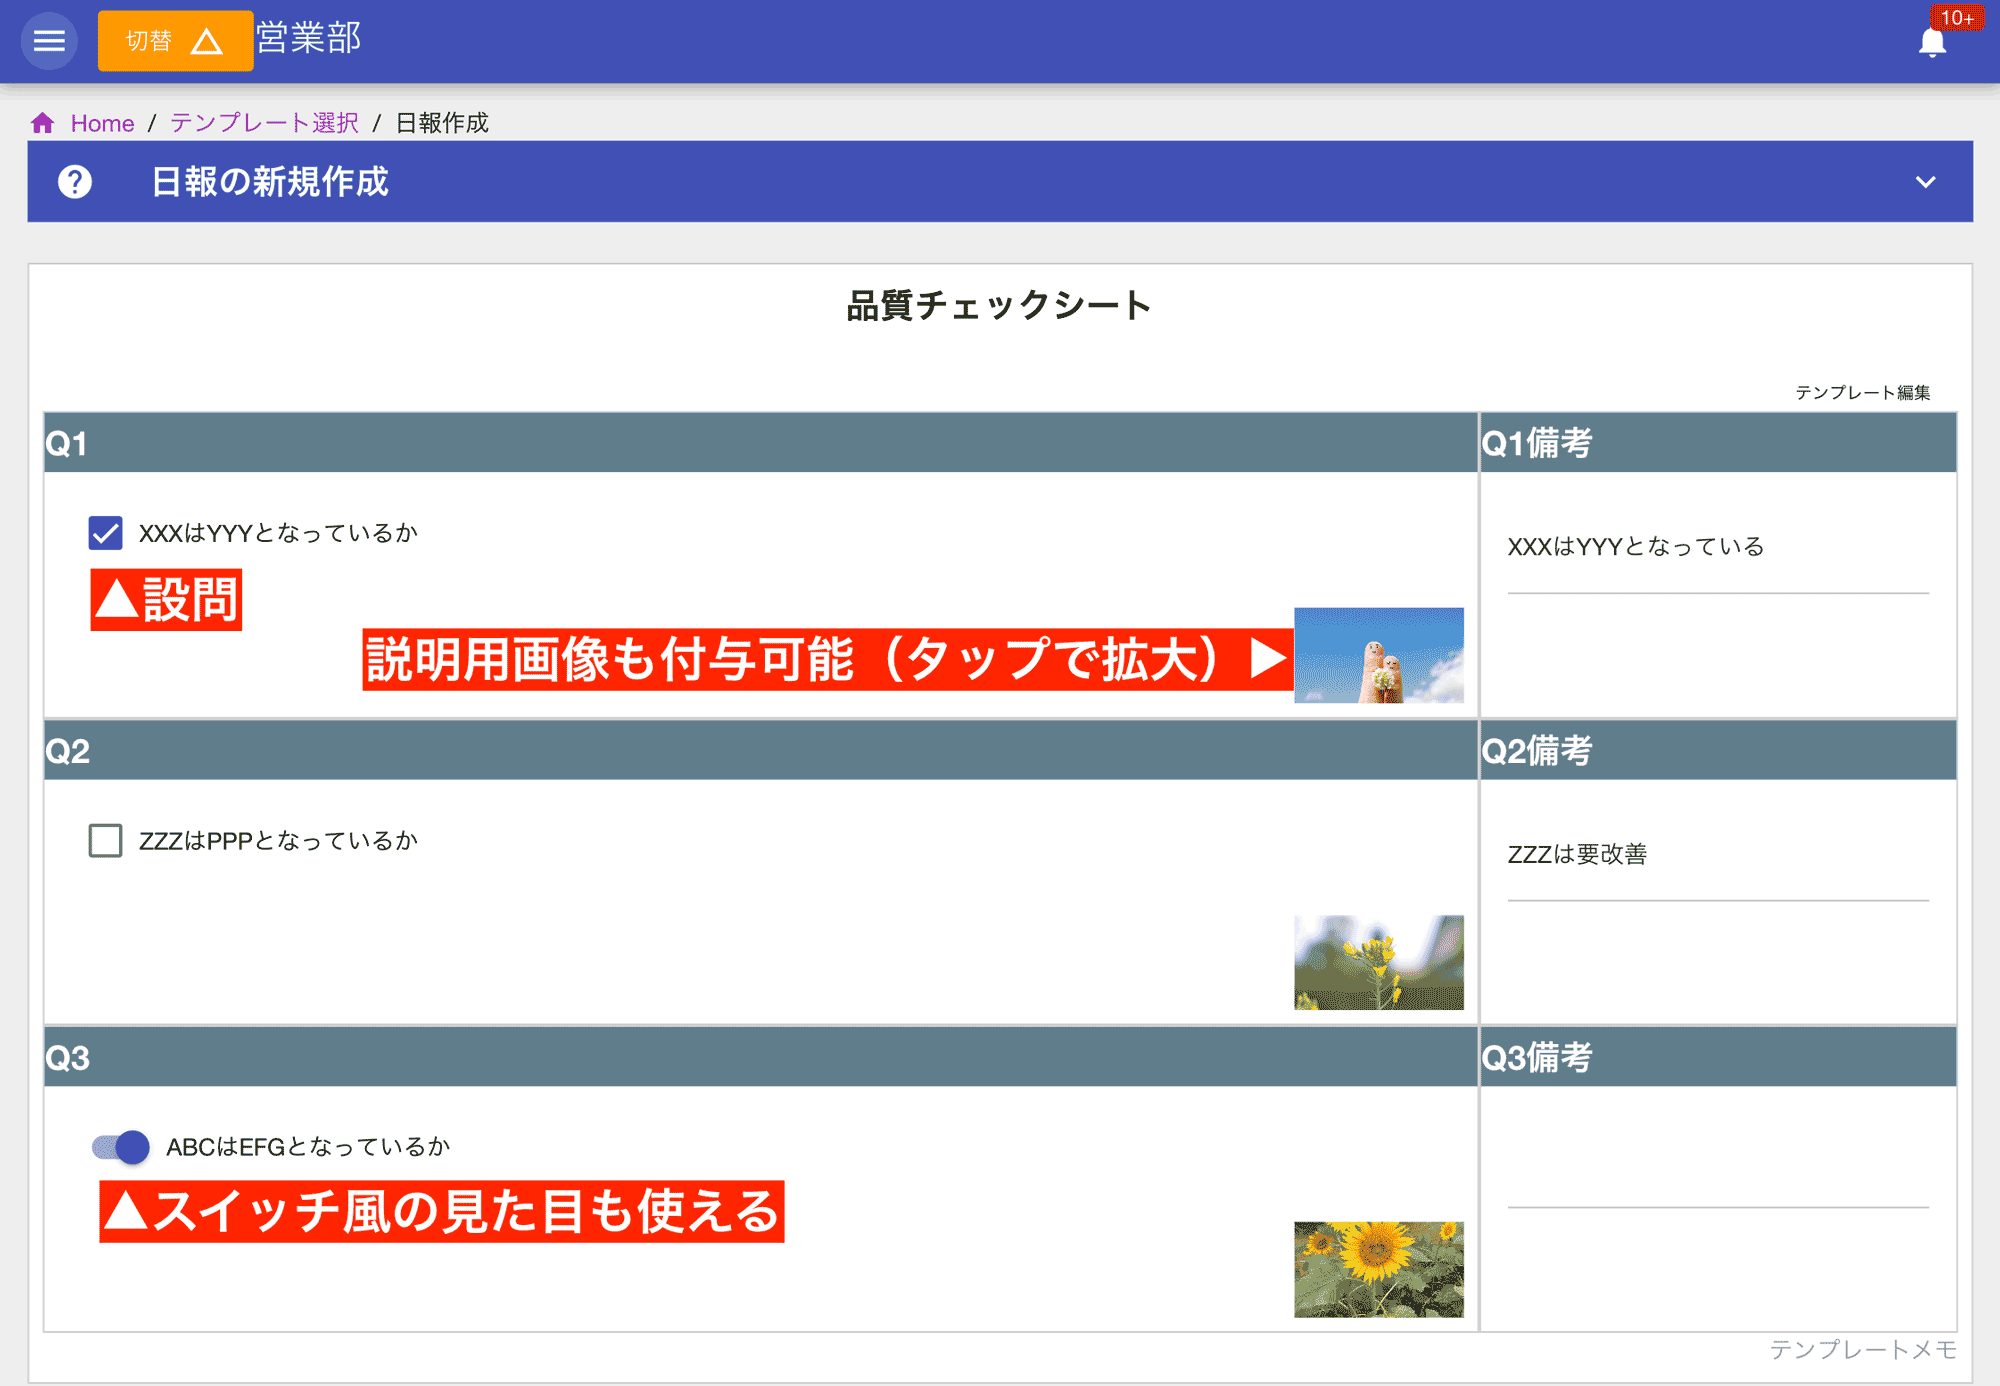 切替 △ 営業部 10+
Home / テンプレート選択 / 日報作成
日報の新規作成
品質チェックシート
テンプレート編集
Q1 Q1備考
XXXはYYYとなっているか
XXXはYYYとなっている
▲設問
説明用画像も付与可能（タップで拡大）▶
Q2 Q2備考
ZZZはPPPとなっているか
ZZZは要改善
Q3 Q3備考
ABCはEFGとなっているか
▲スイッチ風の見た目も使える
テンプレートメモ